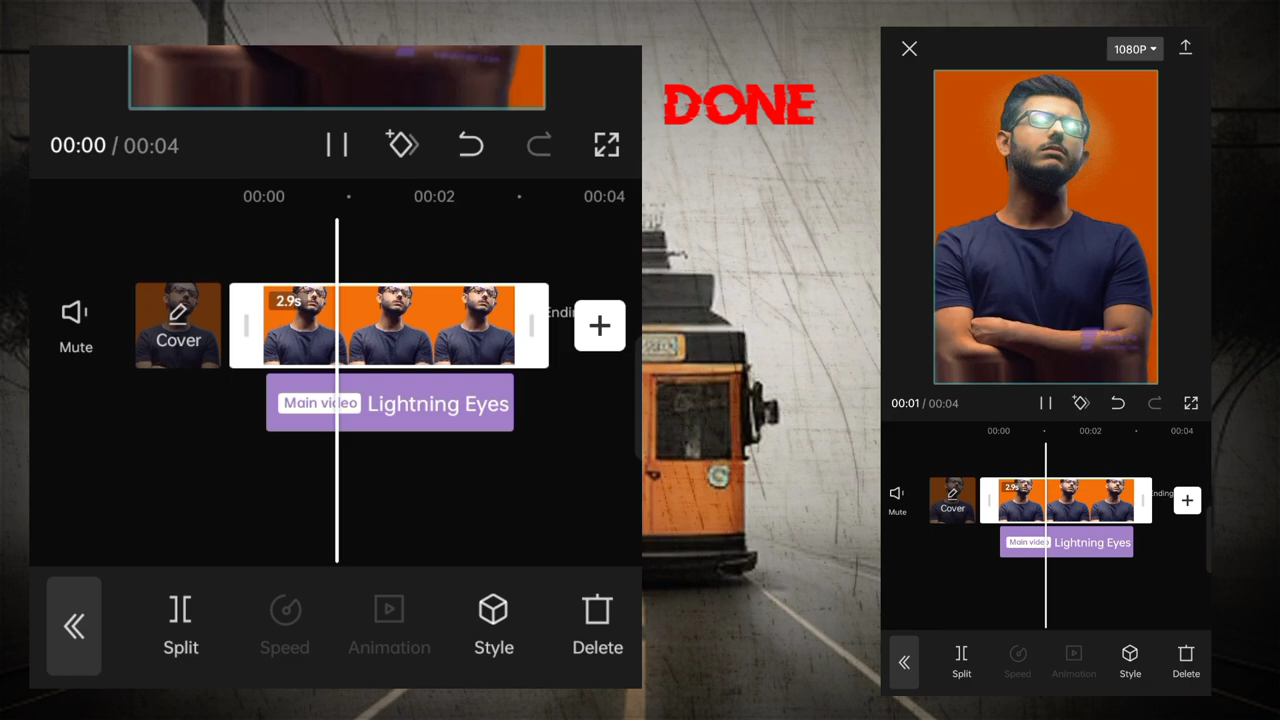 DONE
00:00 / 00:04
00:00
00:02
00:04
Mute
Cover
2.9s
Endin
Main video
Lightning Eyes
Split
Speed
Animation
Style
Delete
1080P
00:01 / 00:04
00:00
00:02
00:04
Mute
Cover
2.9s
Ending
Main video
Lightning Eyes
Split
Speed
Animation
Style
Delete